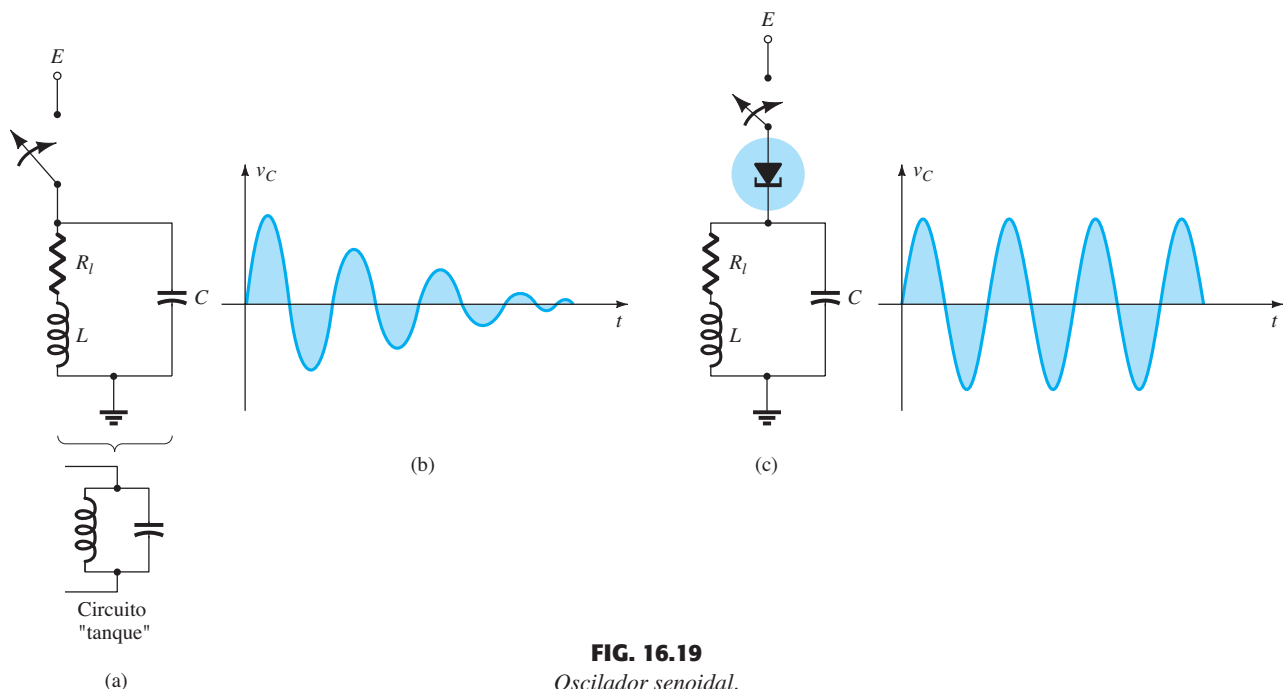 E
R_l
L
C
v_C
t
(b)
Circuito
"tanque"
(a)
E
R_l
L
C
v_C
t
(c)
FIG. 16.19
Oscilador senoidal.